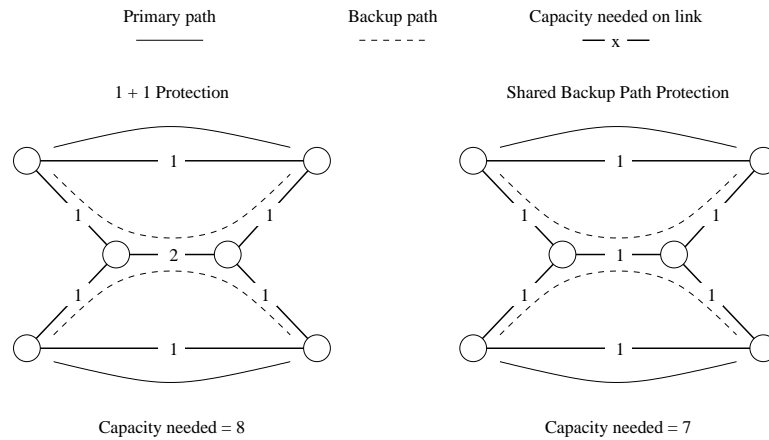 Primary path
Backup path
Capacity needed on link
x
1 + 1 Protection
Shared Backup Path Protection
1
1
1
1
1
1
2
1
1
1
1
1
1
1
1
Capacity needed = 8
Capacity needed = 7